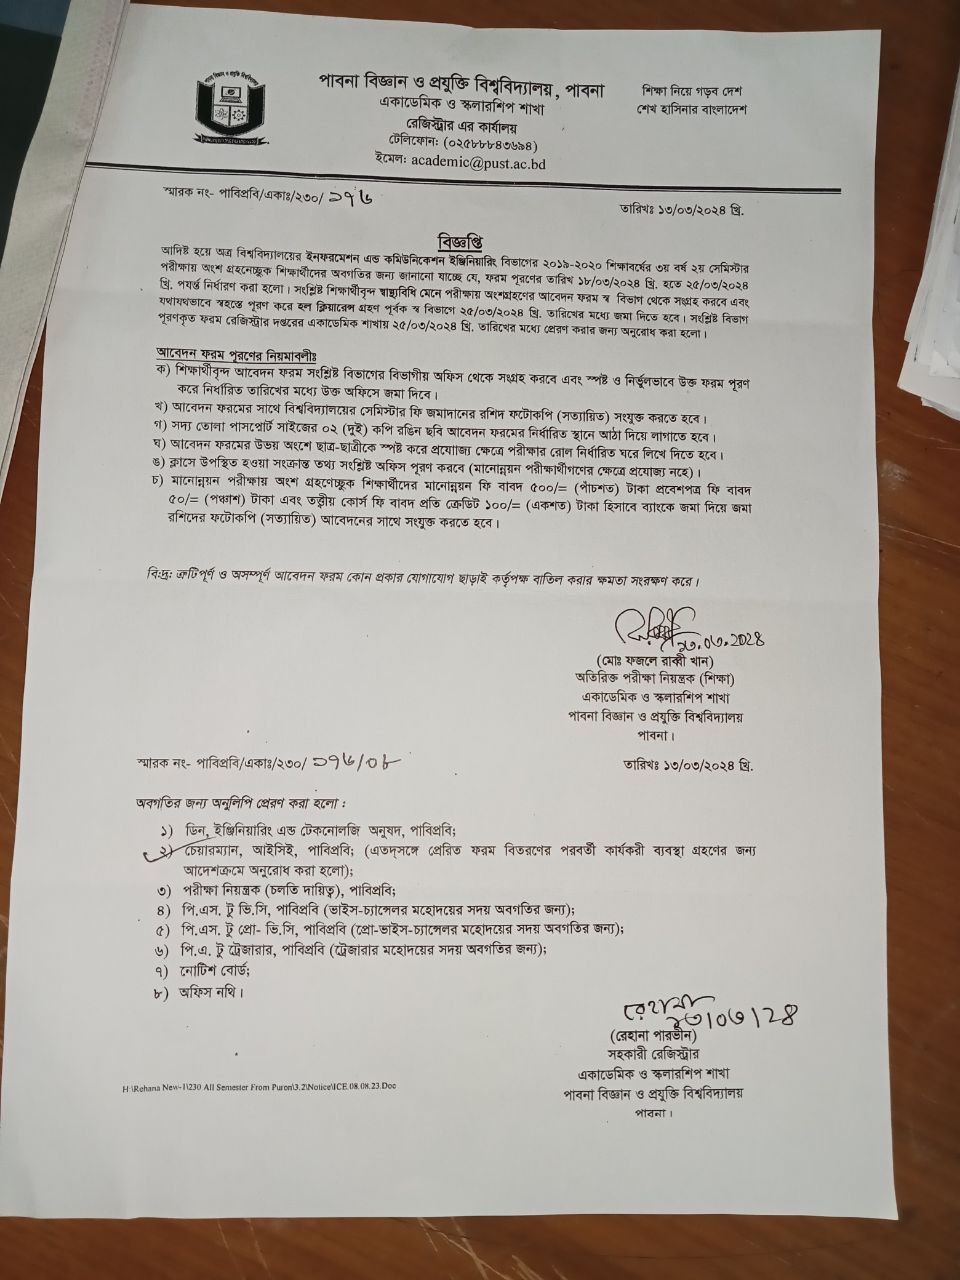 পাবনা বিজ্ঞান ও প্রযুক্তি বিশ্ববিদ্যালয়
পাবনা বিজ্ঞান ও প্রযুক্তি বিশ্ববিদ্যালয়, পাবনা
একাডেমিক ও স্কলারশিপ শাখা
রেজিস্ট্রার এর কার্যালয়
টেলিফোন: (০২৫৮৮৮৪৩৬৯৪)
ইমেল: academic@pust.ac.bd
শিক্ষা নিয়ে গড়ব দেশ
শেখ হাসিনার বাংলাদেশ
স্মারক নং- পাবিপ্রবি/একাঃ/২৩০/ ১৭৬
তারিখঃ ১৩/০৩/২০২৪ খ্রি.
বিজ্ঞপ্তি
আদিষ্ট হয়ে অত্র বিশ্ববিদ্যালয়ের ইনফরমেশন এন্ড কমিউনিকেশন ইঞ্জিনিয়ারিং বিভাগের ২০১৯-২০২০ শিক্ষাবর্ষের ৩য় বর্ষ ২য় সেমিস্টার
পরীক্ষায় অংশ গ্রহনেচ্ছুক শিক্ষার্থীদের অবগতির জন্য জানানো যাচ্ছে যে, ফরম পূরণের তারিখ ১৮/০৩/২০২৪ খ্রি. হতে ২৫/০৩/২০২৪
খ্রি. পযর্ন্ত নির্ধারণ করা হলো। সংশ্লিষ্ট শিক্ষার্থীবৃন্দ স্বাস্থ্যবিধি মেনে পরীক্ষায় অংশগ্রহণের আবেদন ফরম স্ব বিভাগ থেকে সংগ্রহ করবে এবং
যথাযথভাবে স্বহস্তে পূরণ করে হল ক্লিয়ারেন্স গ্রহণ পূর্বক স্ব বিভাগে ২৫/০৩/২০২৪ খ্রি. তারিখের মধ্যে জমা দিতে হবে। সংশ্লিষ্ট বিভাগ
পূরণকৃত ফরম রেজিস্ট্রার দপ্তরের একাডেমিক শাখায় ২৫/০৩/২০২৪ খ্রি. তারিখের মধ্যে প্রেরণ করার জন্য অনুরোধ করা হলো।
আবেদন ফরম পূরণের নিয়মাবলীঃ
ক) শিক্ষার্থীবৃন্দ আবেদন ফরম সংশ্লিষ্ট বিভাগের বিভাগীয় অফিস থেকে সংগ্রহ করবে এবং স্পষ্ট ও নির্ভুলভাবে উক্ত ফরম পূরণ
করে নির্ধারিত তারিখের মধ্যে উক্ত অফিসে জমা দিবে।
খ) আবেদন ফরমের সাথে বিশ্ববিদ্যালয়ের সেমিস্টার ফি জমাদানের রশিদ ফটোকপি (সত্যায়িত) সংযুক্ত করতে হবে।
গ) সদ্য তোলা পাসপোর্ট সাইজের ০২ (দুই) কপি রঙিন ছবি আবেদন ফরমের নির্ধারিত স্থানে আঠা দিয়ে লাগাতে হবে।
ঘ) আবেদন ফরমের উভয় অংশে ছাত্র-ছাত্রীকে স্পষ্ট করে প্রযোজ্য ক্ষেত্রে পরীক্ষার রোল নির্ধারিত ঘরে লিখে দিতে হবে।
ঙ) ক্লাসে উপস্থিত হওয়া সংক্রান্ত তথ্য সংশ্লিষ্ট অফিস পূরণ করবে (মানোন্নয়ন পরীক্ষার্থীগণের ক্ষেত্রে প্রযোজ্য নহে)।
চ) মানোন্নয়ন পরীক্ষায় অংশ গ্রহণেচ্ছুক শিক্ষার্থীদের মানোন্নয়ন ফি বাবদ ৫০০/= (পাঁচশত) টাকা প্রবেশপত্র ফি বাবদ
৫০/= (পঞ্চাশ) টাকা এবং তত্ত্বীয় কোর্স ফি বাবদ প্রতি ক্রেডিট ১০০/= (একশত) টাকা হিসাবে ব্যাংকে জমা দিয়ে জমা
রশিদের ফটোকপি (সত্যায়িত) আবেদনের সাথে সংযুক্ত করতে হবে।
বি:দ্র: ত্রুটিপূর্ণ ও অসম্পূর্ণ আবেদন ফরম কোন প্রকার যোগাযোগ ছাড়াই কর্তৃপক্ষ বাতিল করার ক্ষমতা সংরক্ষণ করে।
১৩.০৩.2028
(মোঃ ফজলে রাব্বী খান)
অতিরিক্ত পরীক্ষা নিয়ন্ত্রক (শিক্ষা)
একাডেমিক ও স্কলারশিপ শাখা
পাবনা বিজ্ঞান ও প্রযুক্তি বিশ্ববিদ্যালয়
পাবনা।
স্মারক নং- পাবিপ্রবি/একাঃ/২৩০/ ১৭৬/০৮
তারিখঃ ১৩/০৩/২০২৪ খ্রি.
অবগতির জন্য অনুলিপি প্রেরণ করা হলো :
১) ডিন, ইঞ্জিনিয়ারিং এন্ড টেকনোলজি অনুষদ, পাবিপ্রবি;
২) চেয়ারম্যান, আইসিই, পাবিপ্রবি; (এতদ্সঙ্গে প্রেরিত ফরম বিতরণের পরবর্তী কার্যকরী ব্যবস্থা গ্রহণের জন্য
আদেশক্রমে অনুরোধ করা হলো);
৩) পরীক্ষা নিয়ন্ত্রক (চলতি দায়িত্ব), পাবিপ্রবি;
৪) পি.এস. টু ভি.সি, পাবিপ্রবি (ভাইস-চ্যান্সেলর মহোদয়ের সদয় অবগতির জন্য);
৫) পি.এস. টু প্রো- ভি.সি, পাবিপ্রবি (প্রো-ভাইস-চ্যান্সেলর মহোদয়ের সদয় অবগতির জন্য);
৬) পি.এ. টু ট্রেজারার, পাবিপ্রবি (ট্রেজারার মহোদয়ের সদয় অবগতির জন্য);
৭) নোটিশ বোর্ড;
৮) অফিস নথি।
রেহানা
১৩/০৩/২৪
(রেহানা পারভীন)
সহকারী রেজিস্ট্রার
একাডেমিক ও স্কলারশিপ শাখা
পাবনা বিজ্ঞান ও প্রযুক্তি বিশ্ববিদ্যালয়
পাবনা।
H:\Rehana New-1\230 All Semester From Puron\3.2\Notice\ICE.08.08.23.Doc